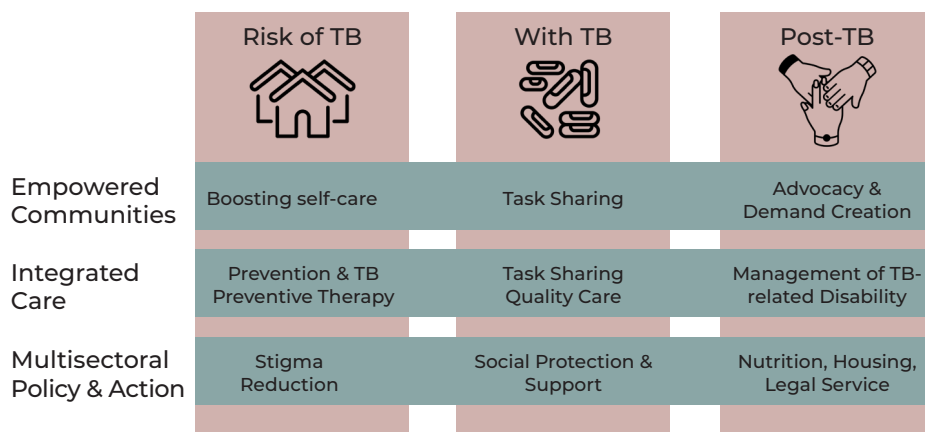 Risk of TB
With TB
Post-TB
Empowered
Communities
Boosting self-care
Task Sharing
Advocacy &
Demand Creation
Integrated
Care
Prevention & TB
Preventive Therapy
Task Sharing
Quality Care
Management of TB-
related Disability
Multisectoral
Policy & Action
Stigma
Reduction
Social Protection &
Support
Nutrition, Housing,
Legal Service